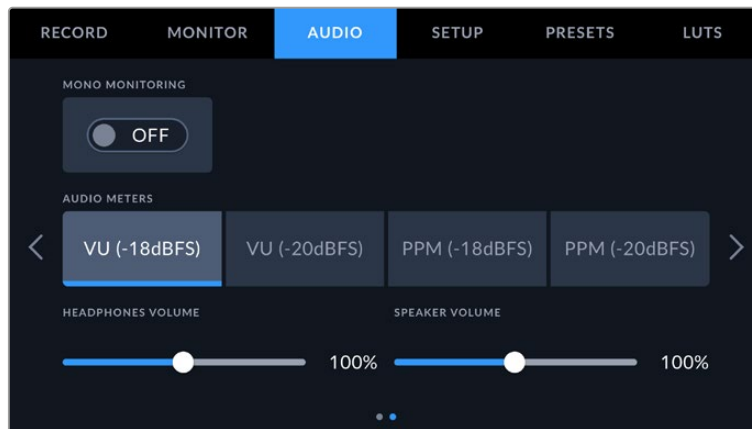 RECORD MONITOR AUDIO SETUP PRESETS LUTS
MONO MONITORING
OFF
AUDIO METERS
VU (-18dBFS) VU (-20dBFS) PPM (-18dBFS) PPM (-20dBFS)
HEADPHONES VOLUME SPEAKER VOLUME
100% 100%